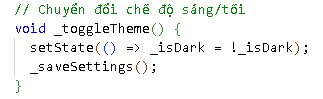 // Chuyển đổi chế độ sáng/tối
void _toggleTheme() {
  setState(() => _isDark = !_isDark);
  _saveSettings();
}